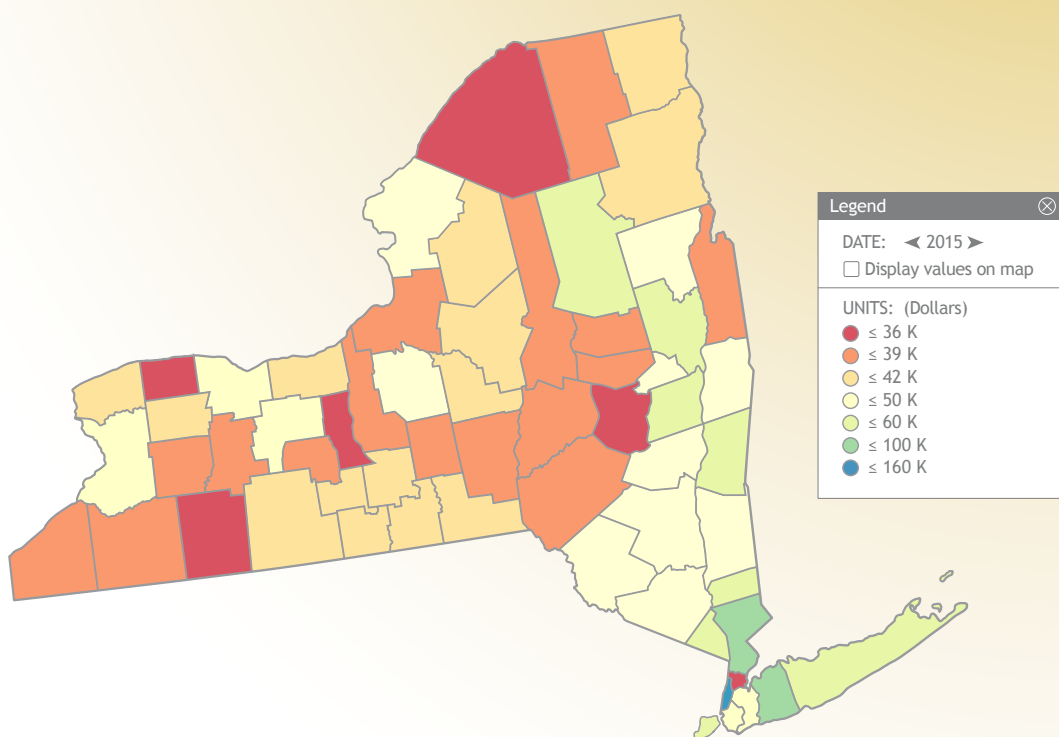 Legend
DATE: ⮜ 2015 ⮞
Display values on map
UNITS: (Dollars)
≤ 36 K
≤ 39 K
≤ 42 K
≤ 50 K
≤ 60 K
≤ 100 K
≤ 160 K